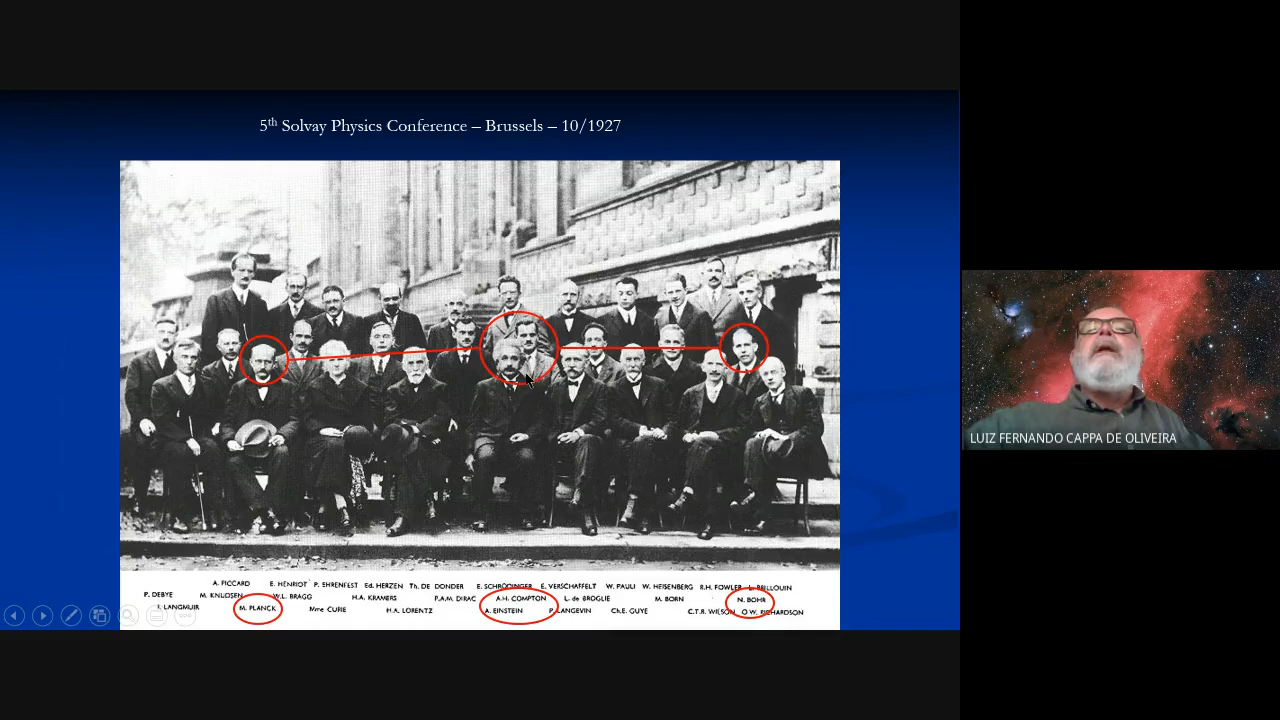 5th Solvay Physics Conference – Brussels – 10/1927
A. PICCARD E. HENRIOT P. EHRENFEST Ed. HERZEN Th. DE DONDER E. SCHRÖDINGER E. VERSCHAFFELT W. PAULI W. HEISENBERG R.H. FOWLER L. BRILLOUIN
P. DEBYE M. KNUDSEN W.L. BRAGG H.A. KRAMERS P.A.M. DIRAC A.H. COMPTON L. de BROGLIE M. BORN N. BOHR
I. LANGMUIR M. PLANCK Mme CURIE H.A. LORENTZ A. EINSTEIN P. LANGEVIN Ch.E. GUYE C.T.R. WILSON O.W. RICHARDSON
LUIZ FERNANDO CAPPA DE OLIVEIRA